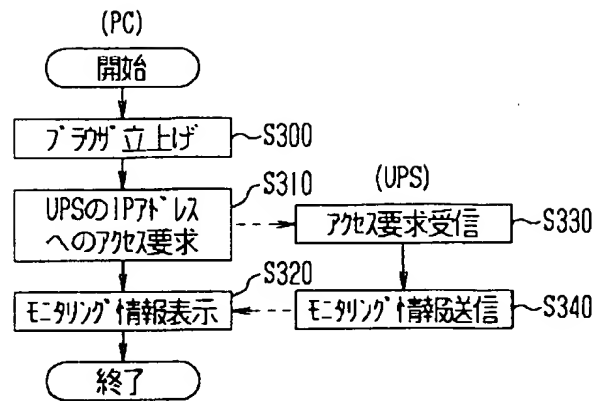 (PC)
開始
ブラウザ立上げ
S300
S310
UPSのIPアドレス
へのアクセス要求
(UPS)
アクセス要求受信
S330
S320
モニタリング情報表示
モニタリング情報送信
S340
終了